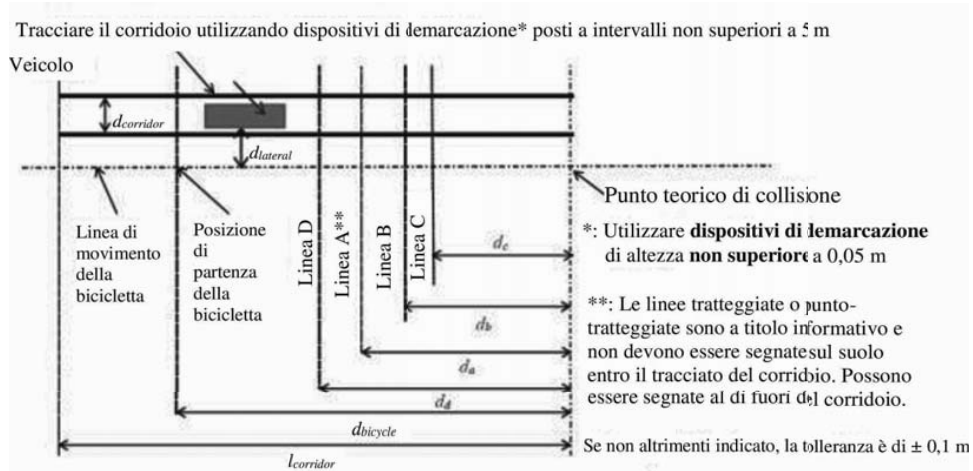 Tracciare il corridoio utilizzando dispositivi di demarcazione* posti a intervalli non superiori a 5 m
Veicolo
dcorridor
dlateral
Punto teorico di collisione
Linea di
movimento
della
bicicletta
Posizione
di
partenza
della
bicicletta
Linea D
Linea A**
Linea B
Linea C
dc
db
da
dd
dbicycle
lcorridor
*: Utilizzare dispositivi di demarcazione
di altezza non superiore a 0,05 m
**: Le linee tratteggiate o punto-
tratteggiate sono a titolo informativo e
non devono essere segnate sul suolo
entro il tracciato del corridoio. Possono
essere segnate al di fuori del corridoio.
Se non altrimenti indicato, la tolleranza è di ± 0,1 m